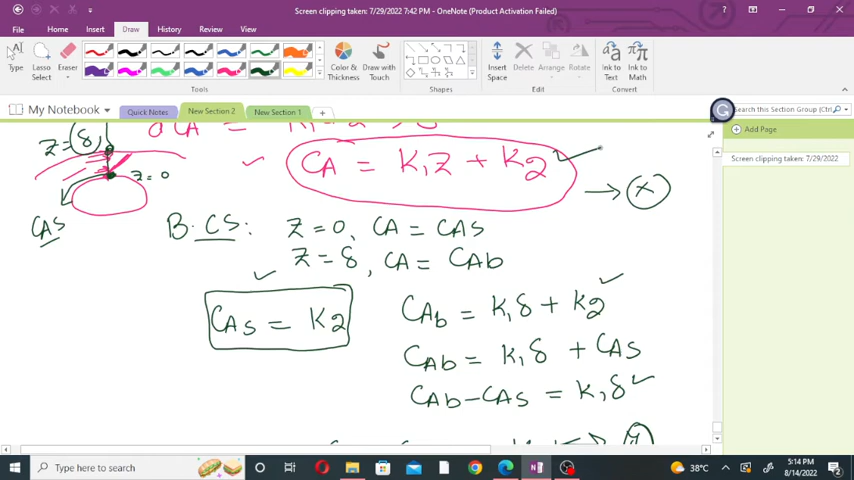 Screen clipping taken: 7/29/2022 7:42 PM - OneNote (Product Activation Failed)
File Home Insert Draw History Review View
Type Lasso Select Eraser Color & Thickness Draw with Touch Insert Space Delete Arrange Rotate Ink to Text Ink to Math
Tools Shapes Edit Convert
My Notebook Quick Notes New Section 2 New Section 1 Search this Section Group (Ctrl
Add Page
Screen clipping taken: 7/29/2022
z=(δ)
CA = K1z + K2
z=0
(x)
CAS
B.CS: z=0, CA = CAS
z=δ, CA = CAb
CAS = K2
CAb = K1δ + K2
CAb = K1δ + CAS
CAb-CAS = K1δ
Type here to search
38°C
5:14 PM
8/14/2022
2